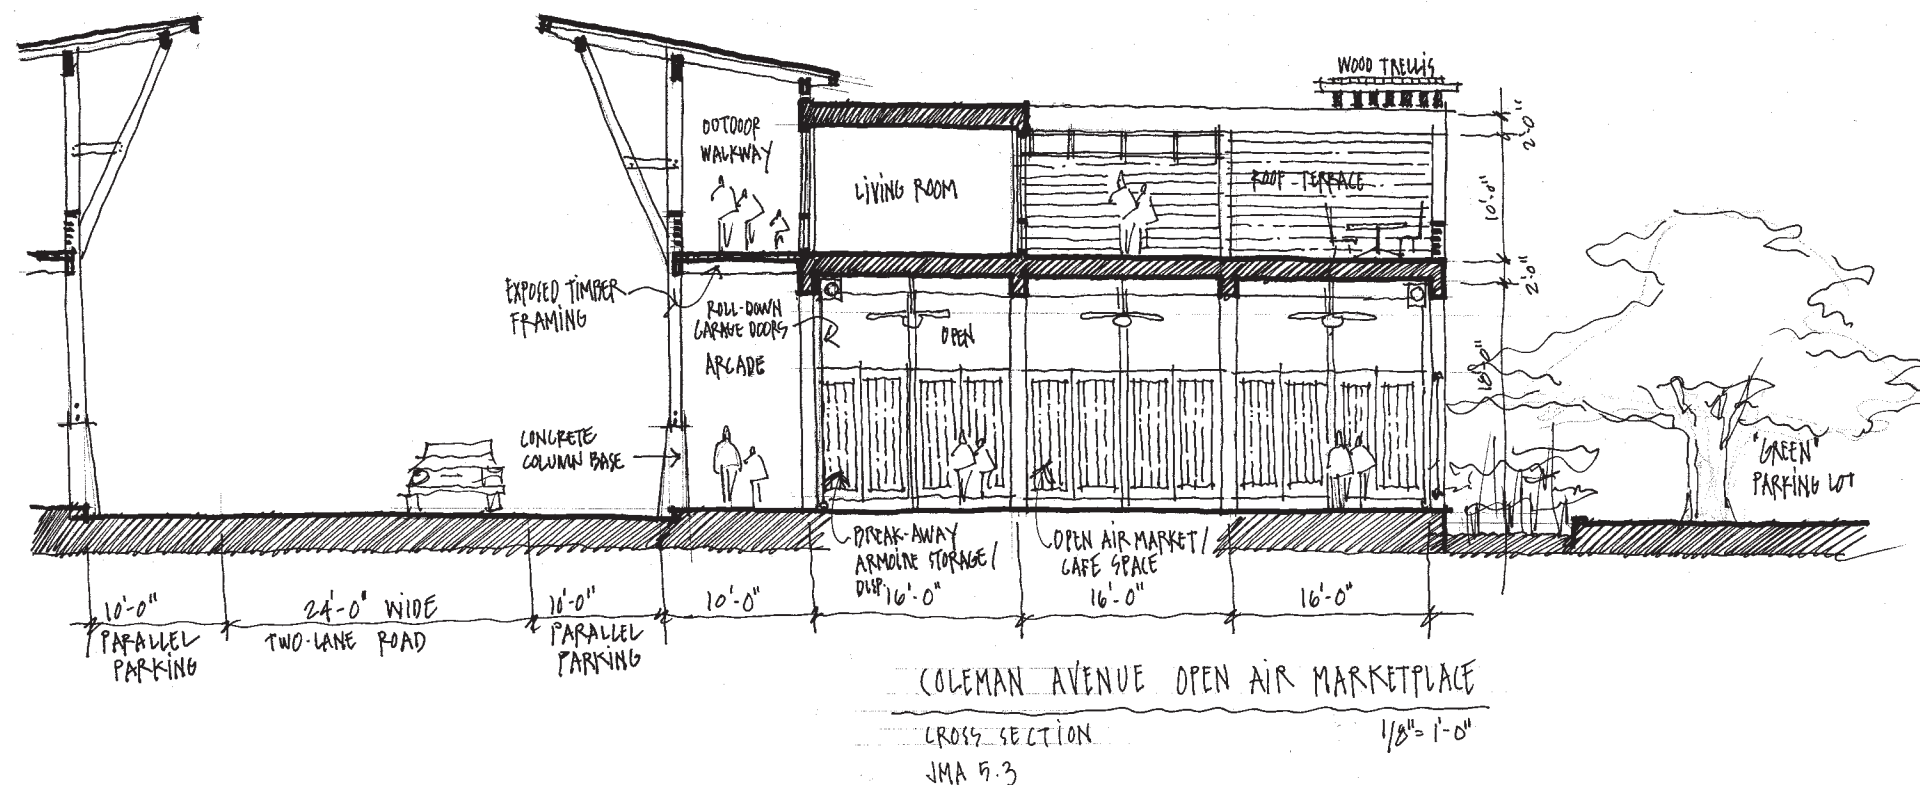 WOOD TRELLIS
OUTDOOR
WALKWAY
LIVING ROOM
ROOF TERRACE
2'-0"
10'-0"
2'-0"
18'-0"
EXPOSED TIMBER
FRAMING
ROLL-DOWN
GARAGE DOORS
ARCADE
OPEN
CONCRETE
COLUMN BASE
"GREEN"
PARKING LOT
BREAK-AWAY
ARMOIRE STORAGE/
DISP.
OPEN AIR MARKET/
CAFE SPACE
10'-0"
PARALLEL
PARKING
24'-0" WIDE
TWO-LANE ROAD
10'-0"
PARALLEL
PARKING
10'-0"
16'-0"
16'-0"
16'-0"
COLEMAN AVENUE OPEN AIR MARKETPLACE
CROSS SECTION
1/8" = 1'-0"
JMA 5.3